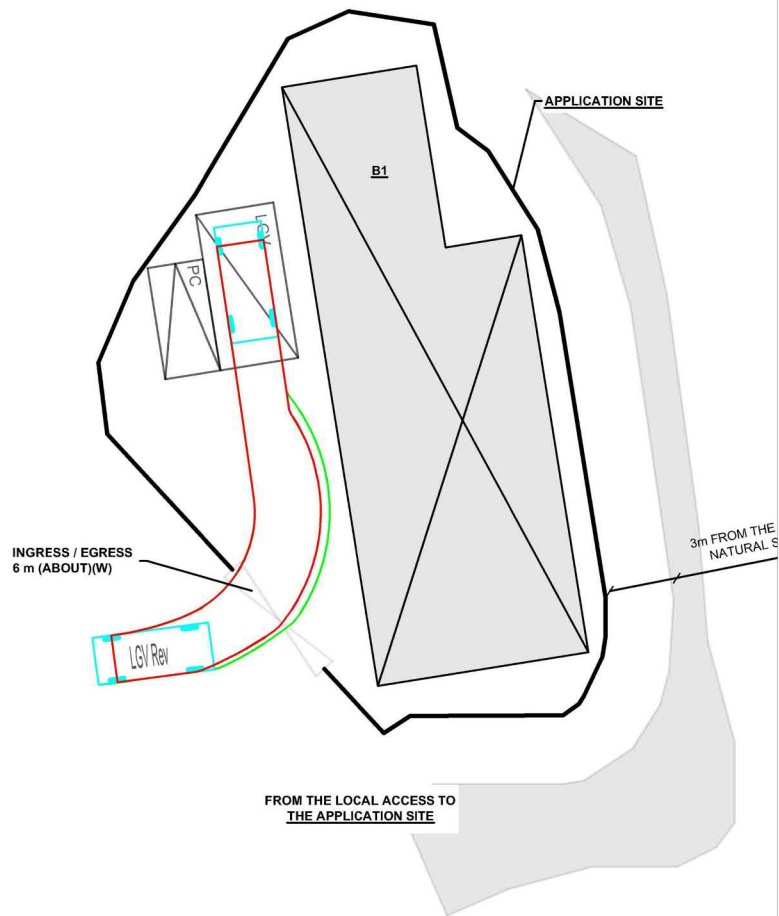 APPLICATION SITE
B1
LGV
PC
3m FROM THE
NATURAL S
INGRESS / EGRESS
6 m (ABOUT)(W)
LGV Rev
FROM THE LOCAL ACCESS TO
THE APPLICATION SITE